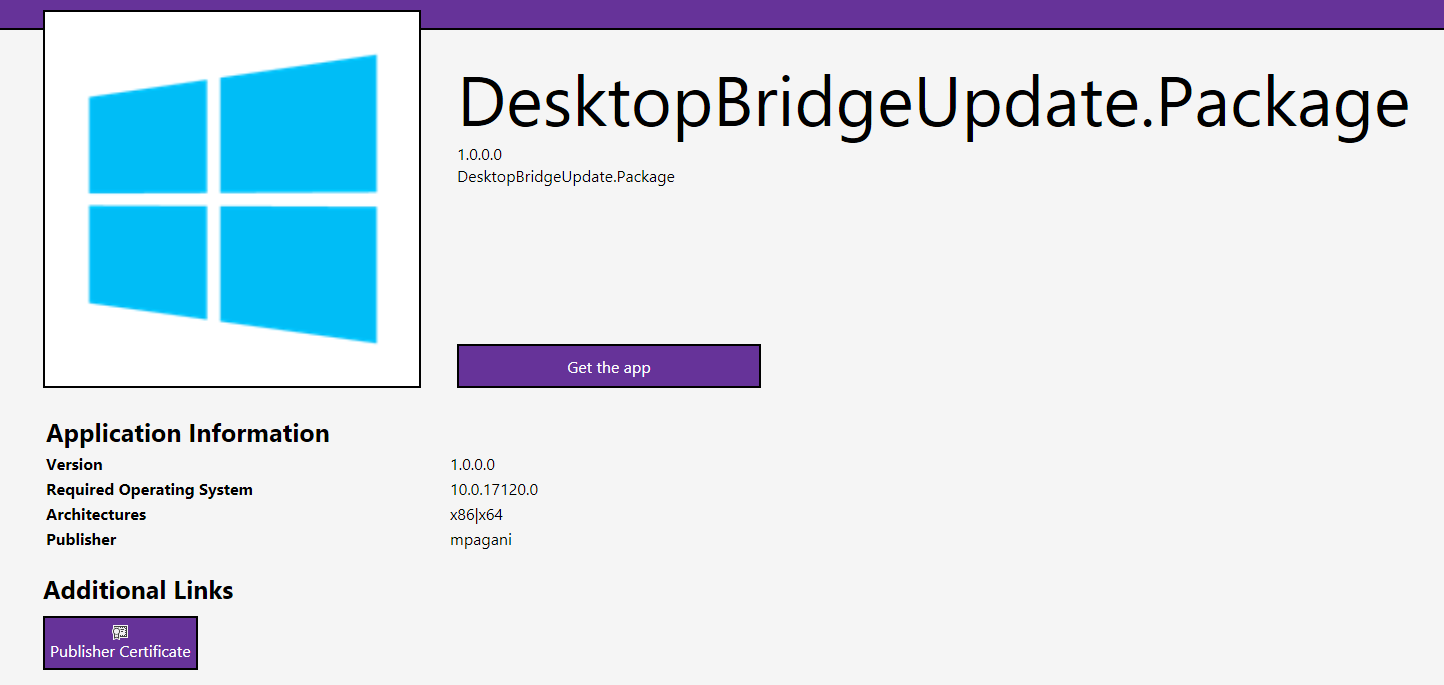 DesktopBridgeUpdate.Package
1.0.0.0
DesktopBridgeUpdate.Package
Get the app
Application Information
Version 1.0.0.0
Required Operating System 10.0.17120.0
Architectures x86|x64
Publisher mpagani
Additional Links
Publisher Certificate